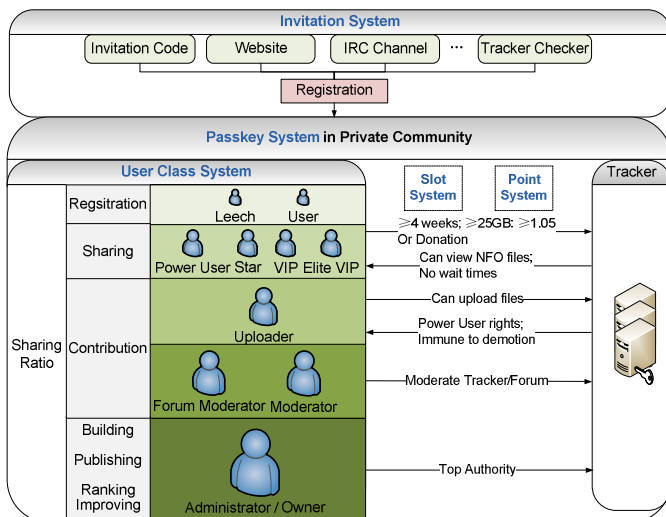 Invitation System
Invitation Code
Website
IRC Channel
...
Tracker Checker
Registration
Passkey System in Private Community
User Class System
Slot
System
Point
System
Tracker
Sharing
Ratio
Regsitration
Leech
User
≥4 weeks; ≥25GB: ≥1.05
Or Donation
Sharing
Power User
Star
VIP
Elite VIP
Can view NFO files;
No wait times
Contribution
Uploader
Can upload files
Power User rights;
Immune to demotion
Forum Moderator
Moderator
Moderate Tracker/Forum
Building
Publishing
Ranking
Improving
Administrator / Owner
Top Authority